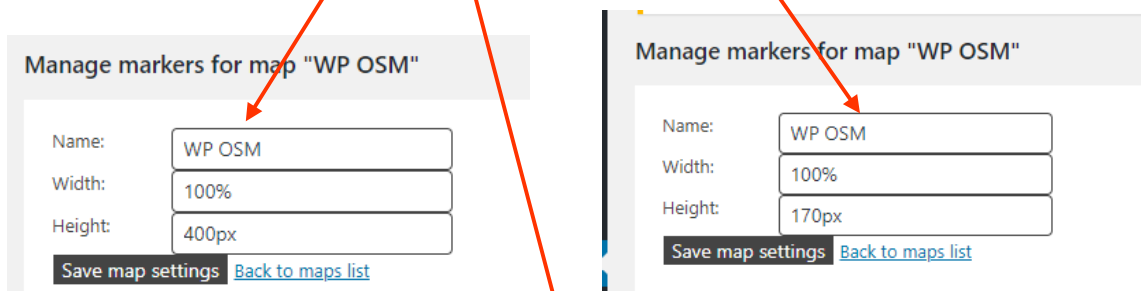 Manage markers for map "WP OSM"
Name:
WP OSM
Width:
100%
Height:
400px
Save map settings Back to maps list
Manage markers for map "WP OSM"
Name:
WP OSM
Width:
100%
Height:
170px
Save map settings Back to maps list